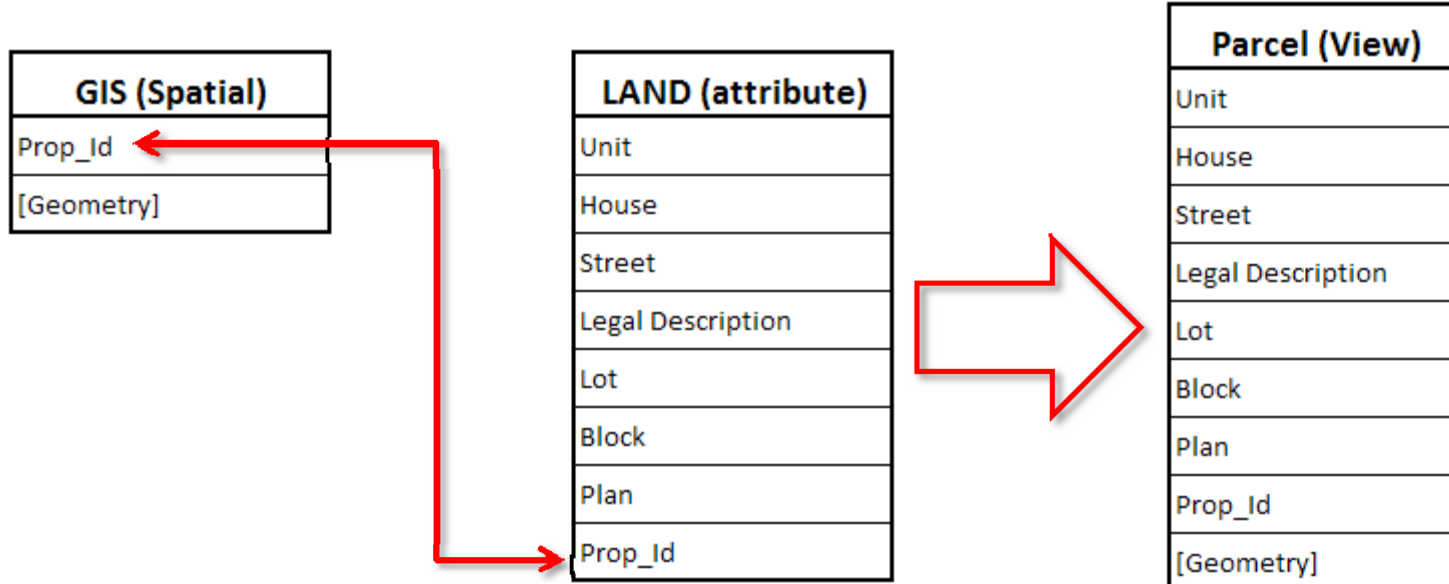 GIS (Spatial)
Prop_Id
[Geometry]
LAND (attribute)
Unit
House
Street
Legal Description
Lot
Block
Plan
Prop_Id
Parcel (View)
Unit
House
Street
Legal Description
Lot
Block
Plan
Prop_Id
[Geometry]